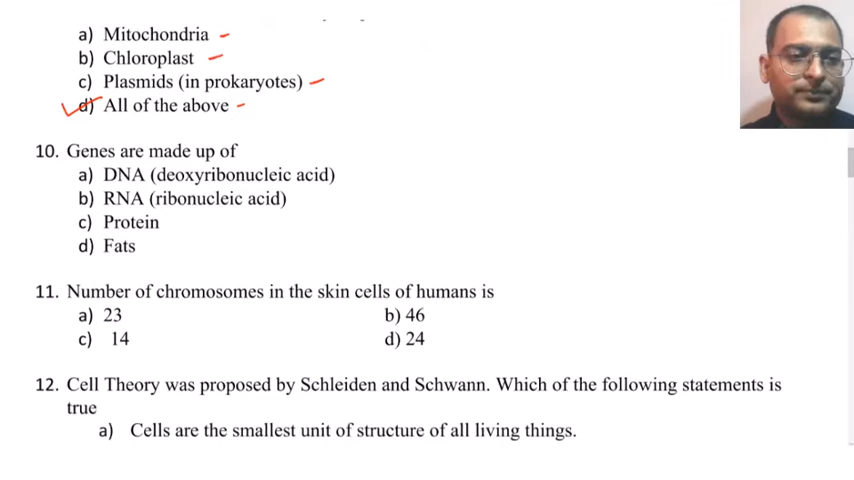 a) Mitochondria
b) Chloroplast
c) Plasmids (in prokaryotes)
d) All of the above
10. Genes are made up of
a) DNA (deoxyribonucleic acid)
b) RNA (ribonucleic acid)
c) Protein
d) Fats
11. Number of chromosomes in the skin cells of humans is
a) 23 b) 46
c) 14 d) 24
12. Cell Theory was proposed by Schleiden and Schwann. Which of the following statements is
true
a) Cells are the smallest unit of structure of all living things.